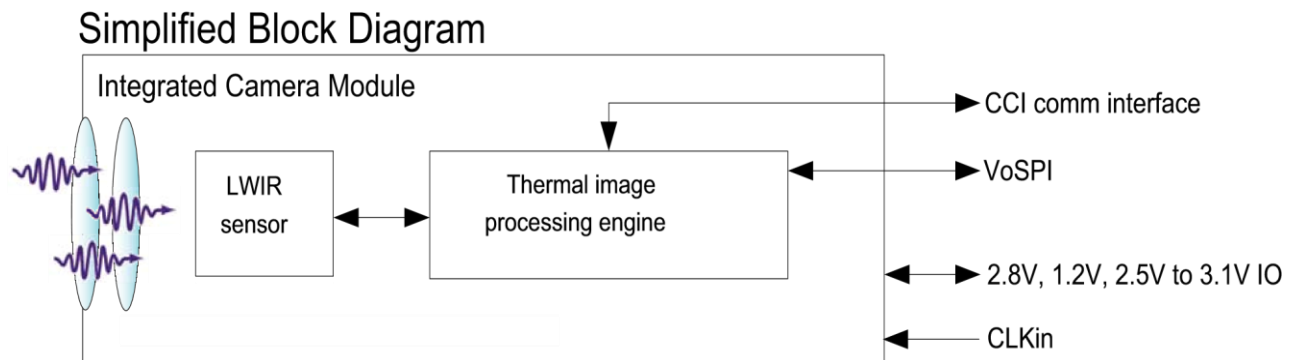 Simplified Block Diagram
Integrated Camera Module
CCI comm interface
LWIR
sensor
Thermal image
processing engine
VoSPI
2.8V, 1.2V, 2.5V to 3.1V IO
CLKin